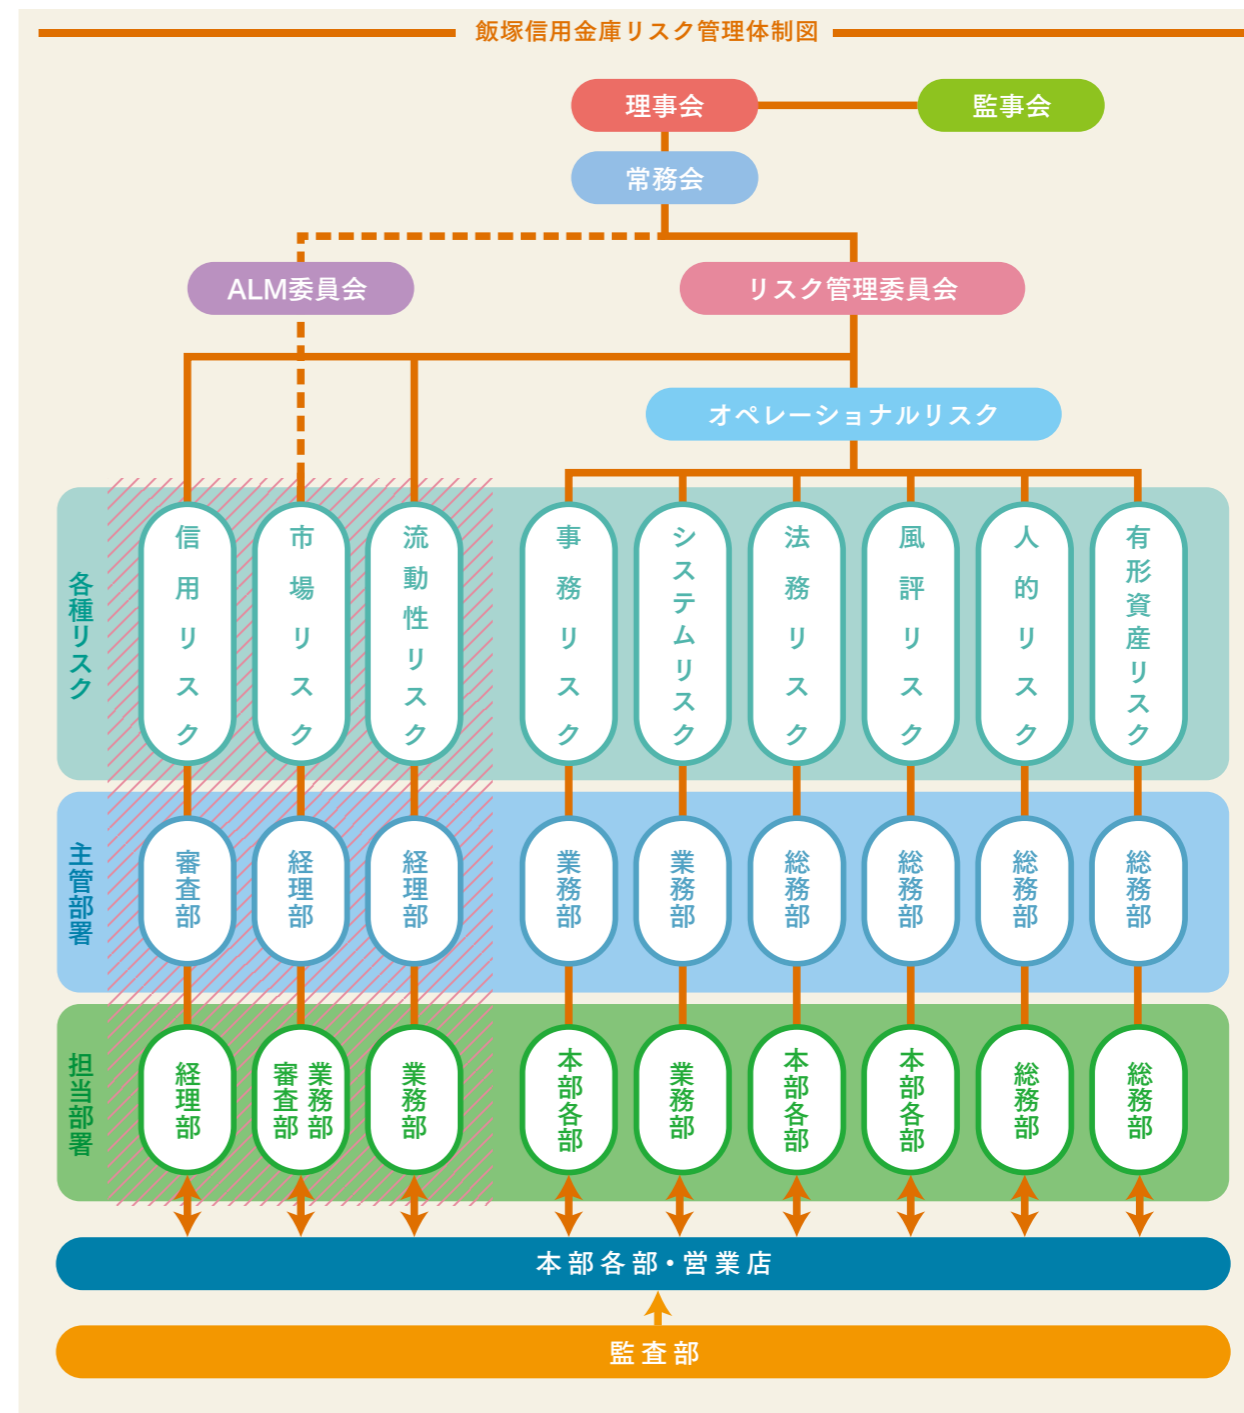 飯塚信用金庫リスク管理体制図
理事会
監事会
常務会
ALM委員会
リスク管理委員会
オペレーショナルリスク
各種リスク
信用リスク
市場リスク
流動性リスク
事務リスク
システムリスク
法務リスク
風評リスク
人的リスク
有形資産リスク
主管部署
審査部
経理部
経理部
業務部
業務部
総務部
総務部
総務部
総務部
担当部署
経理部
業務部
審査部
業務部
本部各部
業務部
本部各部
本部各部
総務部
総務部
本部各部・営業店
監査部